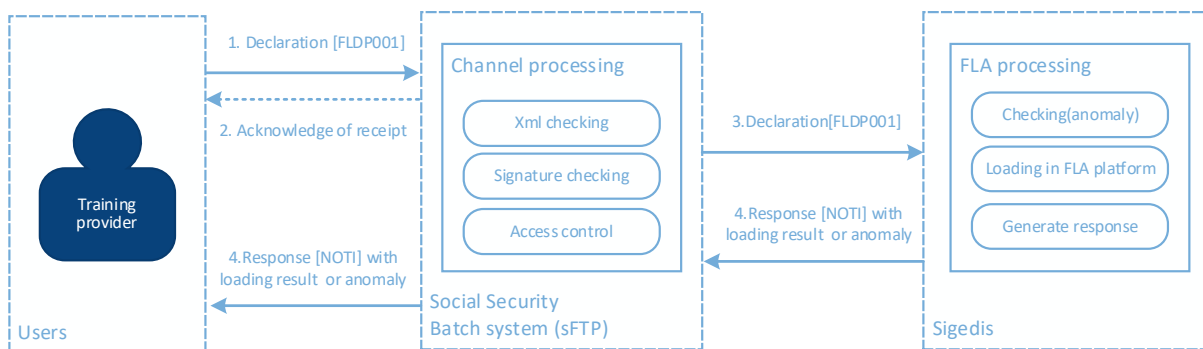 1. Declaration [FLDP001]
2. Acknowledge of receipt
Training
provider
4.Response [NOTI] with
loading result or anomaly
Users
Channel processing
Xml checking
Signature checking
Access control
Social Security
Batch system (sFTP)
3.Declaration[FLDP001]
4.Response [NOTI] with
loading result or anomaly
FLA processing
Checking(anomaly)
Loading in FLA platform
Generate response
Sigedis